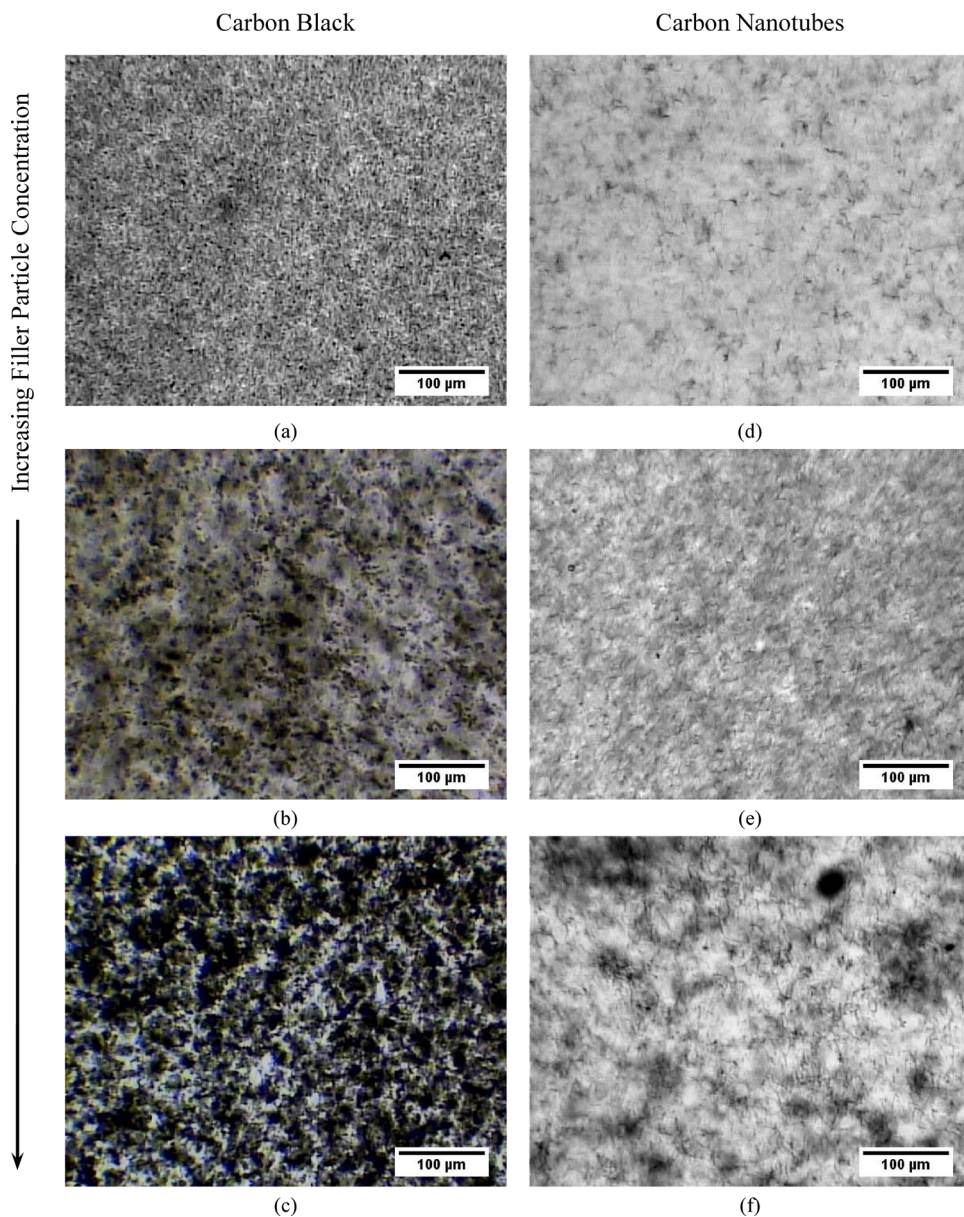 Carbon Black
Carbon Nanotubes
Increasing Filler Particle Concentration
100 µm
100 µm
(a)
(d)
100 µm
100 µm
(b)
(e)
100 µm
100 µm
(c)
(f)